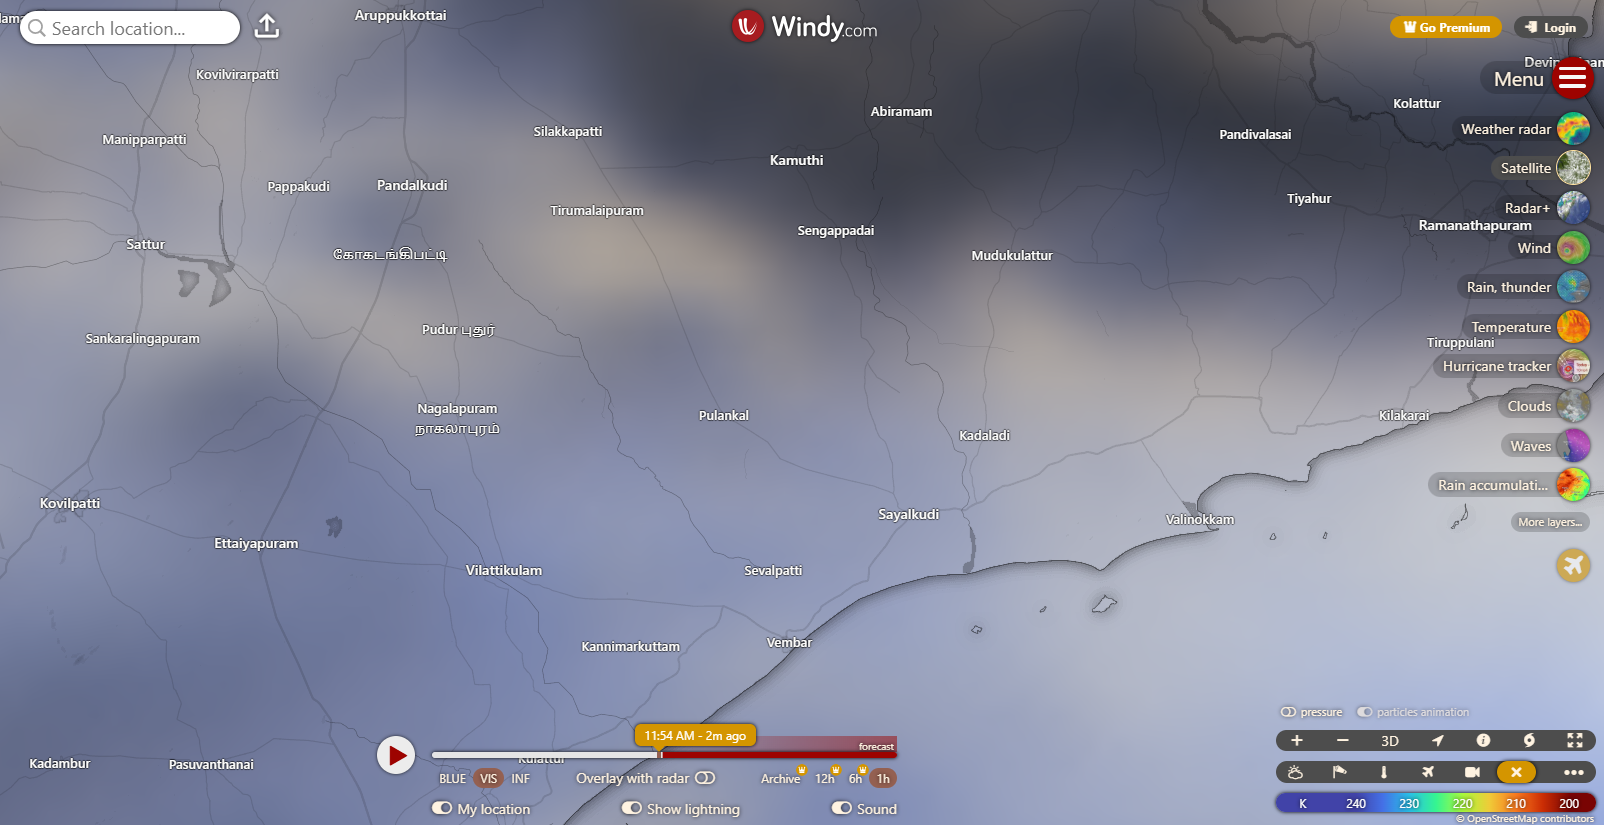 Aruppukkottai
Search location...
Windy.com
Go Premium
Login
Kovilvirarpatti
Menu
Kolattur
Abiramam
Manipparpatti
Silakkapatti
Pandivalasai
Weather radar
Kamuthi
Satellite
Pappakudi
Pandalkudi
Tirumalaipuram
Tiyahur
Radar+
Sengappadai
Ramanathapuram
Sattur
கோகடங்கிபட்டி
Mudukulattur
Wind
Rain, thunder
Pudur புதுர்
Temperature
Sankaralingapuram
Tiruppulani
Hurricane tracker
Nagalapuram
நாகலாபுரம்
Pulankal
Kilakarai
Clouds
Kadaladi
Waves
Rain accumulati...
Kovilpatti
Sayalkudi
Valinokkam
More layers...
Ettaiyapuram
Vilattikulam
Sevalpatti
Kannimarkuttam
Vembar
pressure
particles animation
11:54 AM - 2m ago
forecast
3D
Kadambur
Pasuvanthanai
Kulattur
BLUE VIS INF
Overlay with radar
Archive 12h 6h 1h
My location
Show lightning
Sound
K 240 230 220 210 200
© OpenStreetMap contributors